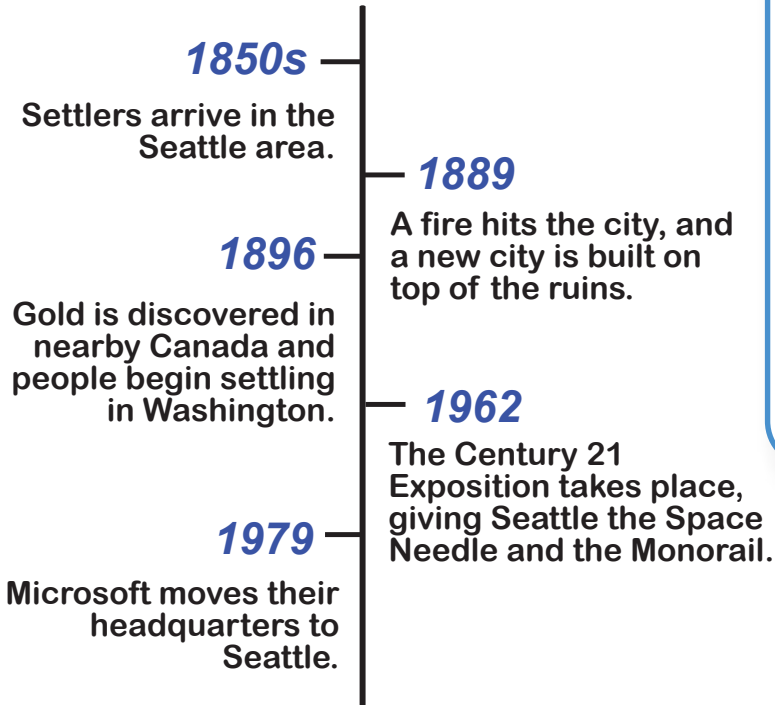 1850s
Settlers arrive in the
Seattle area.
1889
A fire hits the city, and
a new city is built on
top of the ruins.
1896
Gold is discovered in
nearby Canada and
people begin settling
in Washington.
1962
The Century 21
Exposition takes place,
giving Seattle the Space
Needle and the Monorail.
1979
Microsoft moves their
headquarters to
Seattle.